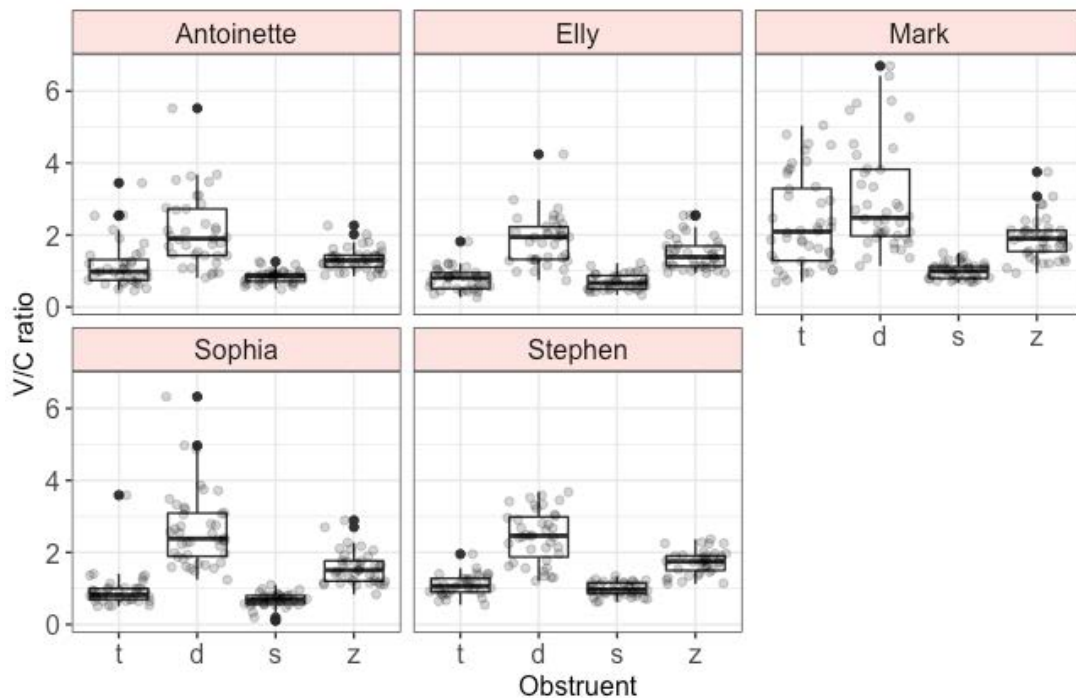 Antoinette
Elly
Mark
6
4
2
0
t d s z
V/C ratio
Sophia
Stephen
6
4
2
0
t d s z
t d s z
Obstruent